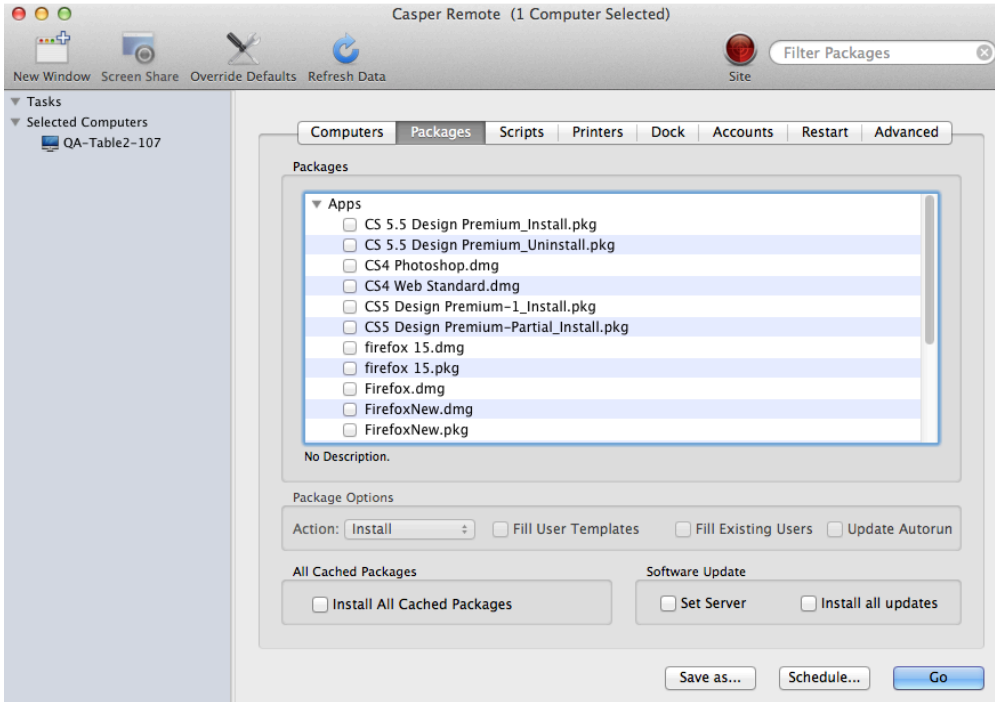 Casper Remote (1 Computer Selected)
New Window Screen Share Override Defaults Refresh Data Site Filter Packages
Tasks
Selected Computers
QA-Table2-107
Computers Packages Scripts Printers Dock Accounts Restart Advanced
Packages
Apps
CS 5.5 Design Premium_Install.pkg
CS 5.5 Design Premium_Uninstall.pkg
CS4 Photoshop.dmg
CS4 Web Standard.dmg
CS5 Design Premium-1_Install.pkg
CS5 Design Premium-Partial_Install.pkg
firefox 15.dmg
firefox 15.pkg
Firefox.dmg
FirefoxNew.dmg
FirefoxNew.pkg
No Description.
Package Options
Action: Install Fill User Templates Fill Existing Users Update Autorun
All Cached Packages
Install All Cached Packages
Software Update
Set Server Install all updates
Save as... Schedule... Go